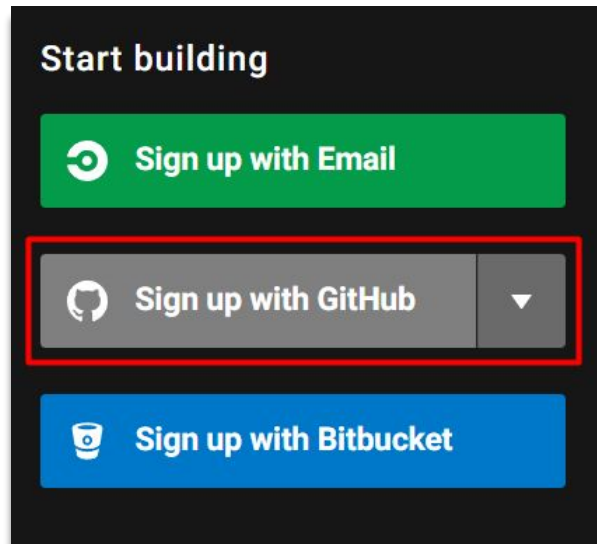 Start building
Sign up with Email
Sign up with GitHub
Sign up with Bitbucket